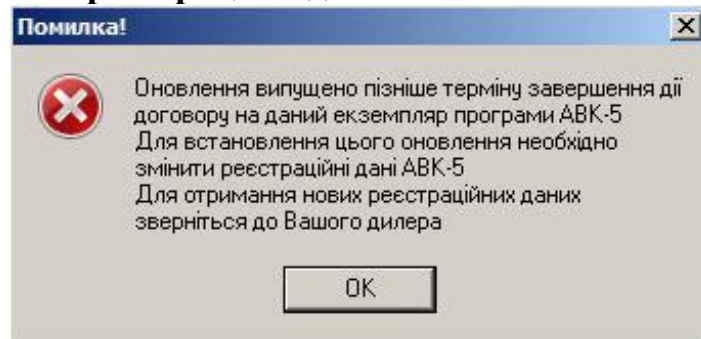 Помилка!
Оновлення випущено пізніше терміну завершення дії
договору на даний екземпляр програми АВК-5
Для встановлення цього оновлення необхідно
змінити реєстраційні дані АВК-5
Для отримання нових реєстраційних даних
зверніться до Вашого дилера
OK